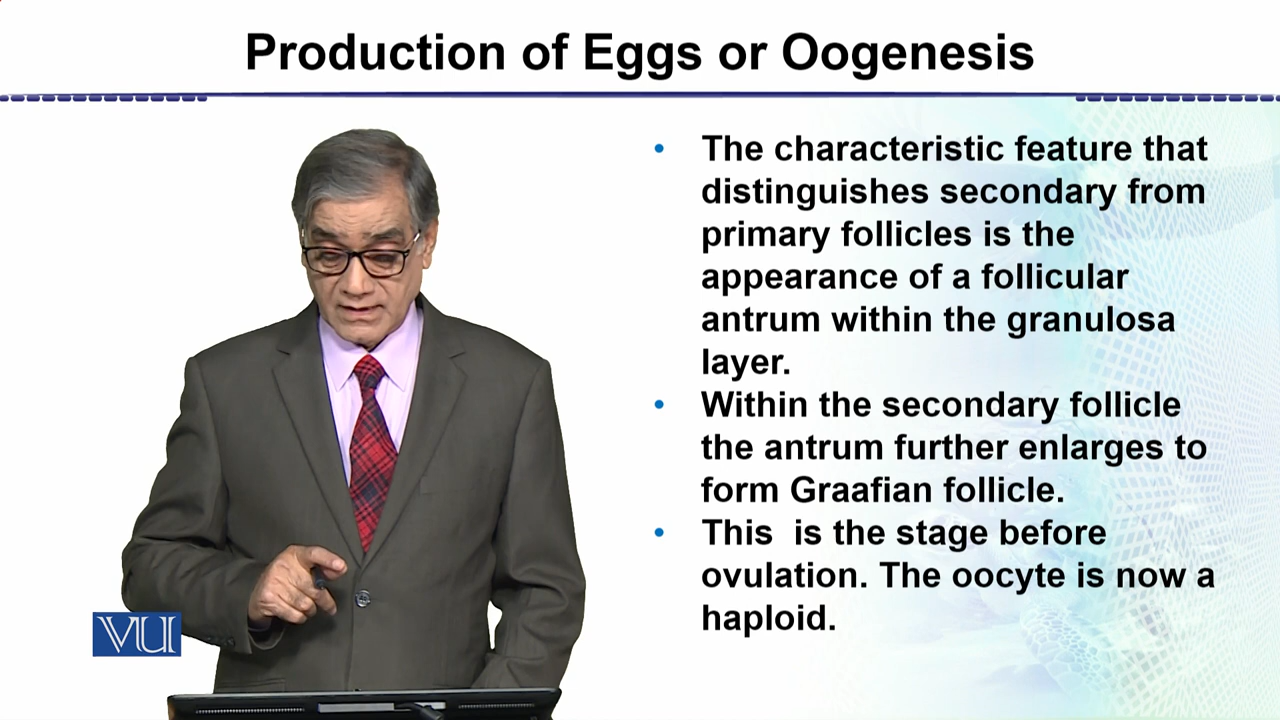 Production of Eggs or Oogenesis
• The characteristic feature that
distinguishes secondary from
primary follicles is the
appearance of a follicular
antrum within the granulosa
layer.
• Within the secondary follicle
the antrum further enlarges to
form Graafian follicle.
• This  is the stage before
ovulation. The oocyte is now a
haploid.
VU